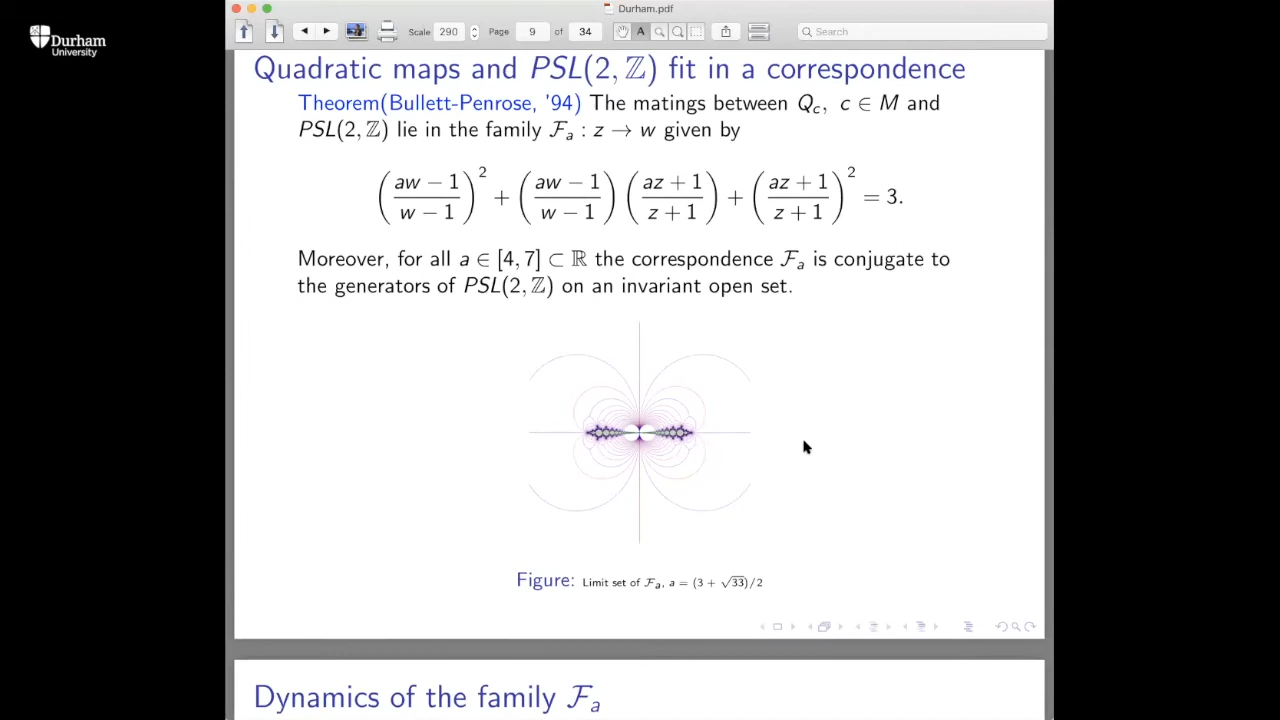 Durham.pdf
Durham
University
Scale 290 Page 9 of 34 A Search
Quadratic maps and PSL(2, ℤ) fit in a correspondence
Theorem(Bullett-Penrose, '94) The matings between Q_c, c ∈ M and
PSL(2, ℤ) lie in the family ℱ_a : z → w given by
((aw − 1)/(w − 1))² + ((aw − 1)/(w − 1)) ((az + 1)/(z + 1)) + ((az + 1)/(z + 1))² = 3.
Moreover, for all a ∈ [4, 7] ⊂ ℝ the correspondence ℱ_a is conjugate to
the generators of PSL(2, ℤ) on an invariant open set.
Figure: Limit set of ℱ_a, a = (3 + √33)/2
Dynamics of the family ℱ_a